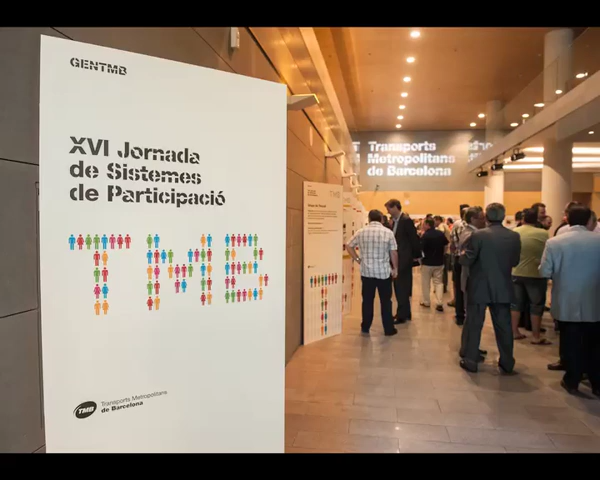 GENTMB
XVI Jornada
de Sistemes
de Participació
TMB
TMB
Transports Metropolitans
de Barcelona
Transports
Metropolitans
de Barcelona